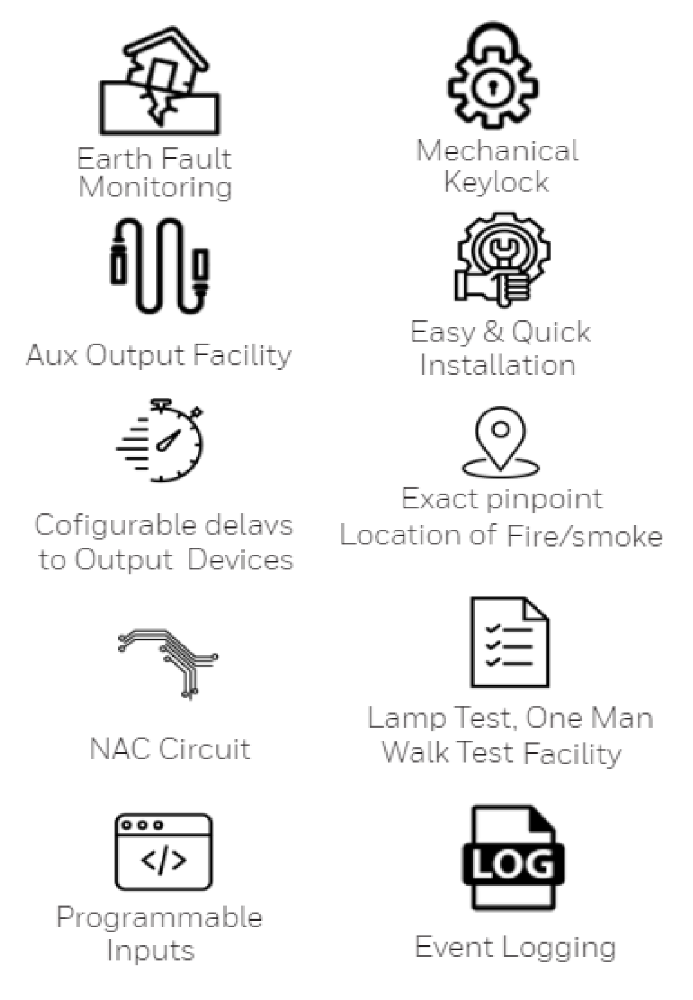 Earth Fault
Monitoring
Mechanical
Keylock
Aux Output Facility
Easy & Quick
Installation
Cofigurable delavs
to Output Devices
Exact pinpoint
Location of Fire/smoke
NAC Circuit
Lamp Test, One Man
Walk Test Facility
</>
Programmable
Inputs
LOG
Event Logging